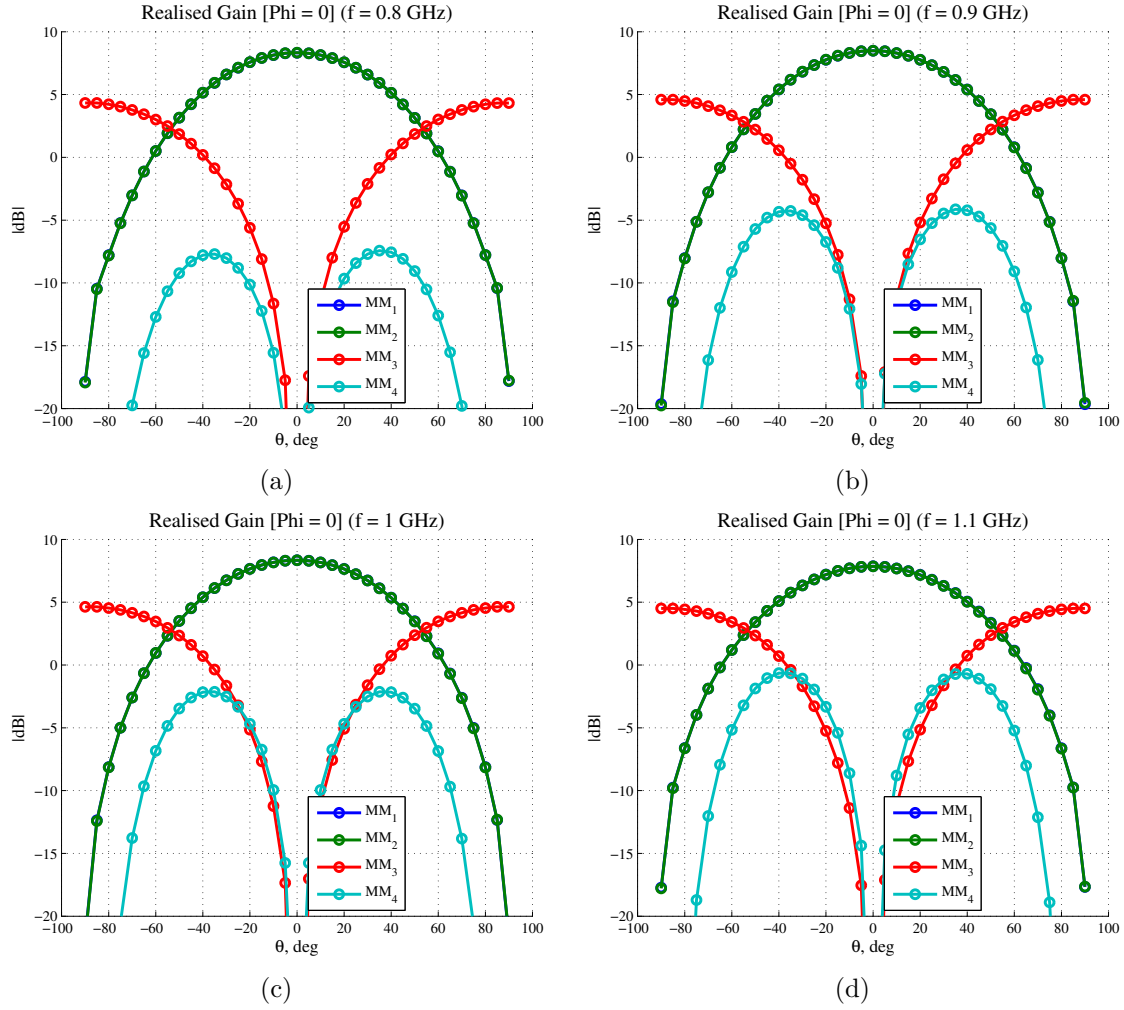 Realised Gain [Phi = 0] (f = 0.8 GHz)
10
5
0
−5
−10
−15
−20
|dB|
−100 −80 −60 −40 −20 0 20 40 60 80 100
θ, deg
MM1
MM2
MM3
MM4
(a)
Realised Gain [Phi = 0] (f = 0.9 GHz)
10
5
0
−5
−10
−15
−20
|dB|
−100 −80 −60 −40 −20 0 20 40 60 80 100
θ, deg
MM1
MM2
MM3
MM4
(b)
Realised Gain [Phi = 0] (f = 1 GHz)
10
5
0
−5
−10
−15
−20
|dB|
−100 −80 −60 −40 −20 0 20 40 60 80 100
θ, deg
MM1
MM2
MM3
MM4
(c)
Realised Gain [Phi = 0] (f = 1.1 GHz)
10
5
0
−5
−10
−15
−20
|dB|
−100 −80 −60 −40 −20 0 20 40 60 80 100
θ, deg
MM1
MM2
MM3
MM4
(d)